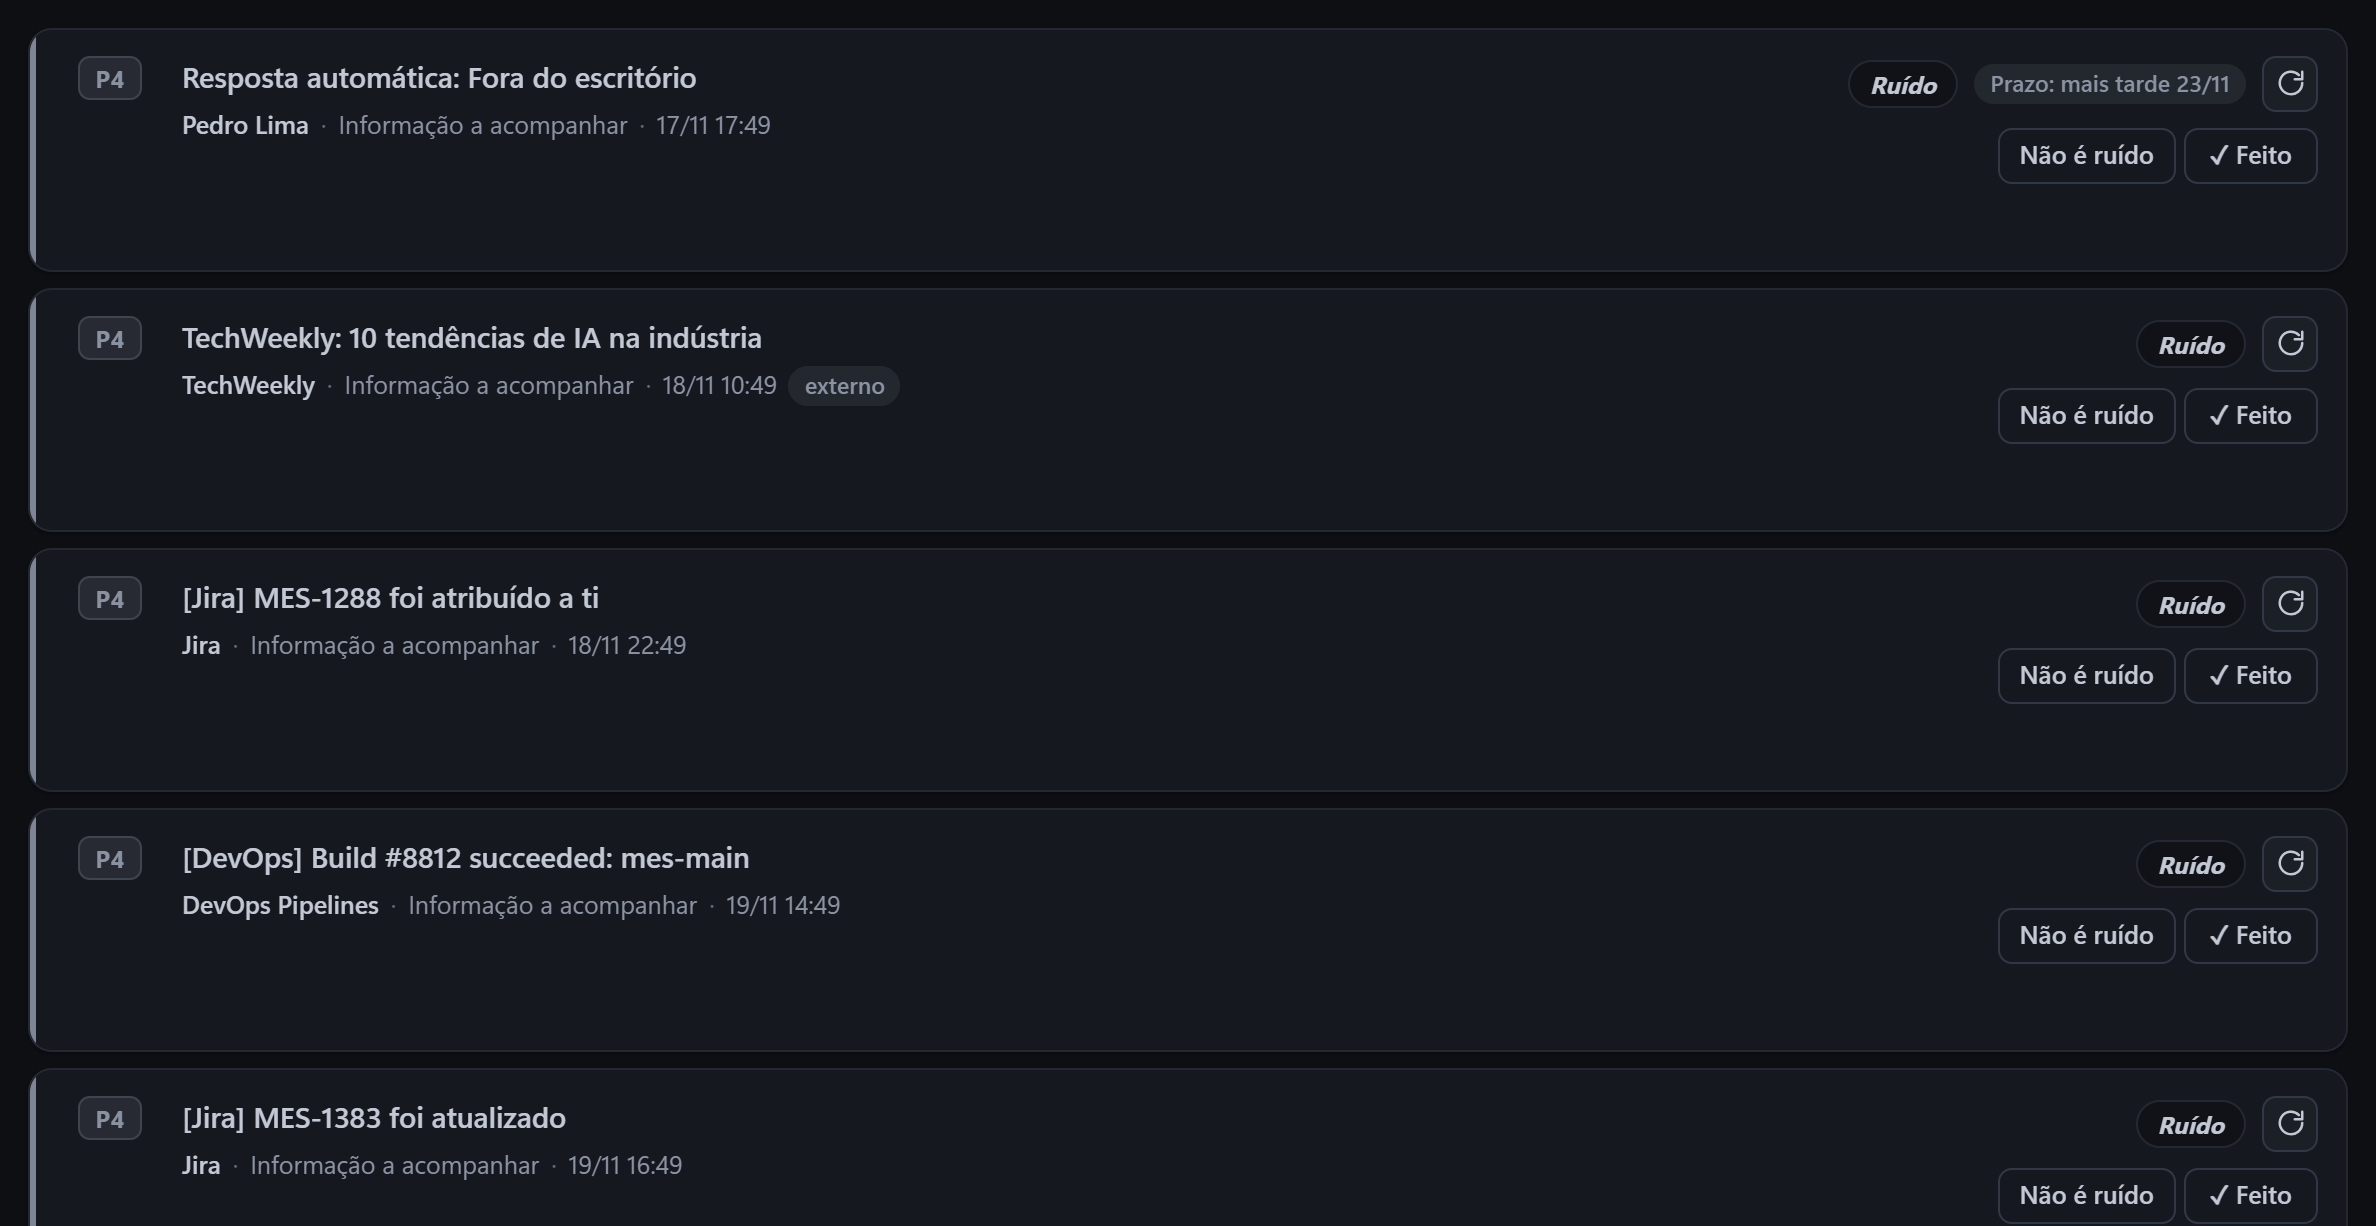 P4 Resposta automática: Fora do escritório Ruído Prazo: mais tarde 23/11
Pedro Lima · Informação a acompanhar · 17/11 17:49
Não é ruído ✓ Feito
P4 TechWeekly: 10 tendências de IA na indústria Ruído
TechWeekly · Informação a acompanhar · 18/11 10:49 externo
Não é ruído ✓ Feito
P4 [Jira] MES-1288 foi atribuído a ti Ruído
Jira · Informação a acompanhar · 18/11 22:49
Não é ruído ✓ Feito
P4 [DevOps] Build #8812 succeeded: mes-main Ruído
DevOps Pipelines · Informação a acompanhar · 19/11 14:49
Não é ruído ✓ Feito
P4 [Jira] MES-1383 foi atualizado Ruído
Jira · Informação a acompanhar · 19/11 16:49
Não é ruído ✓ Feito